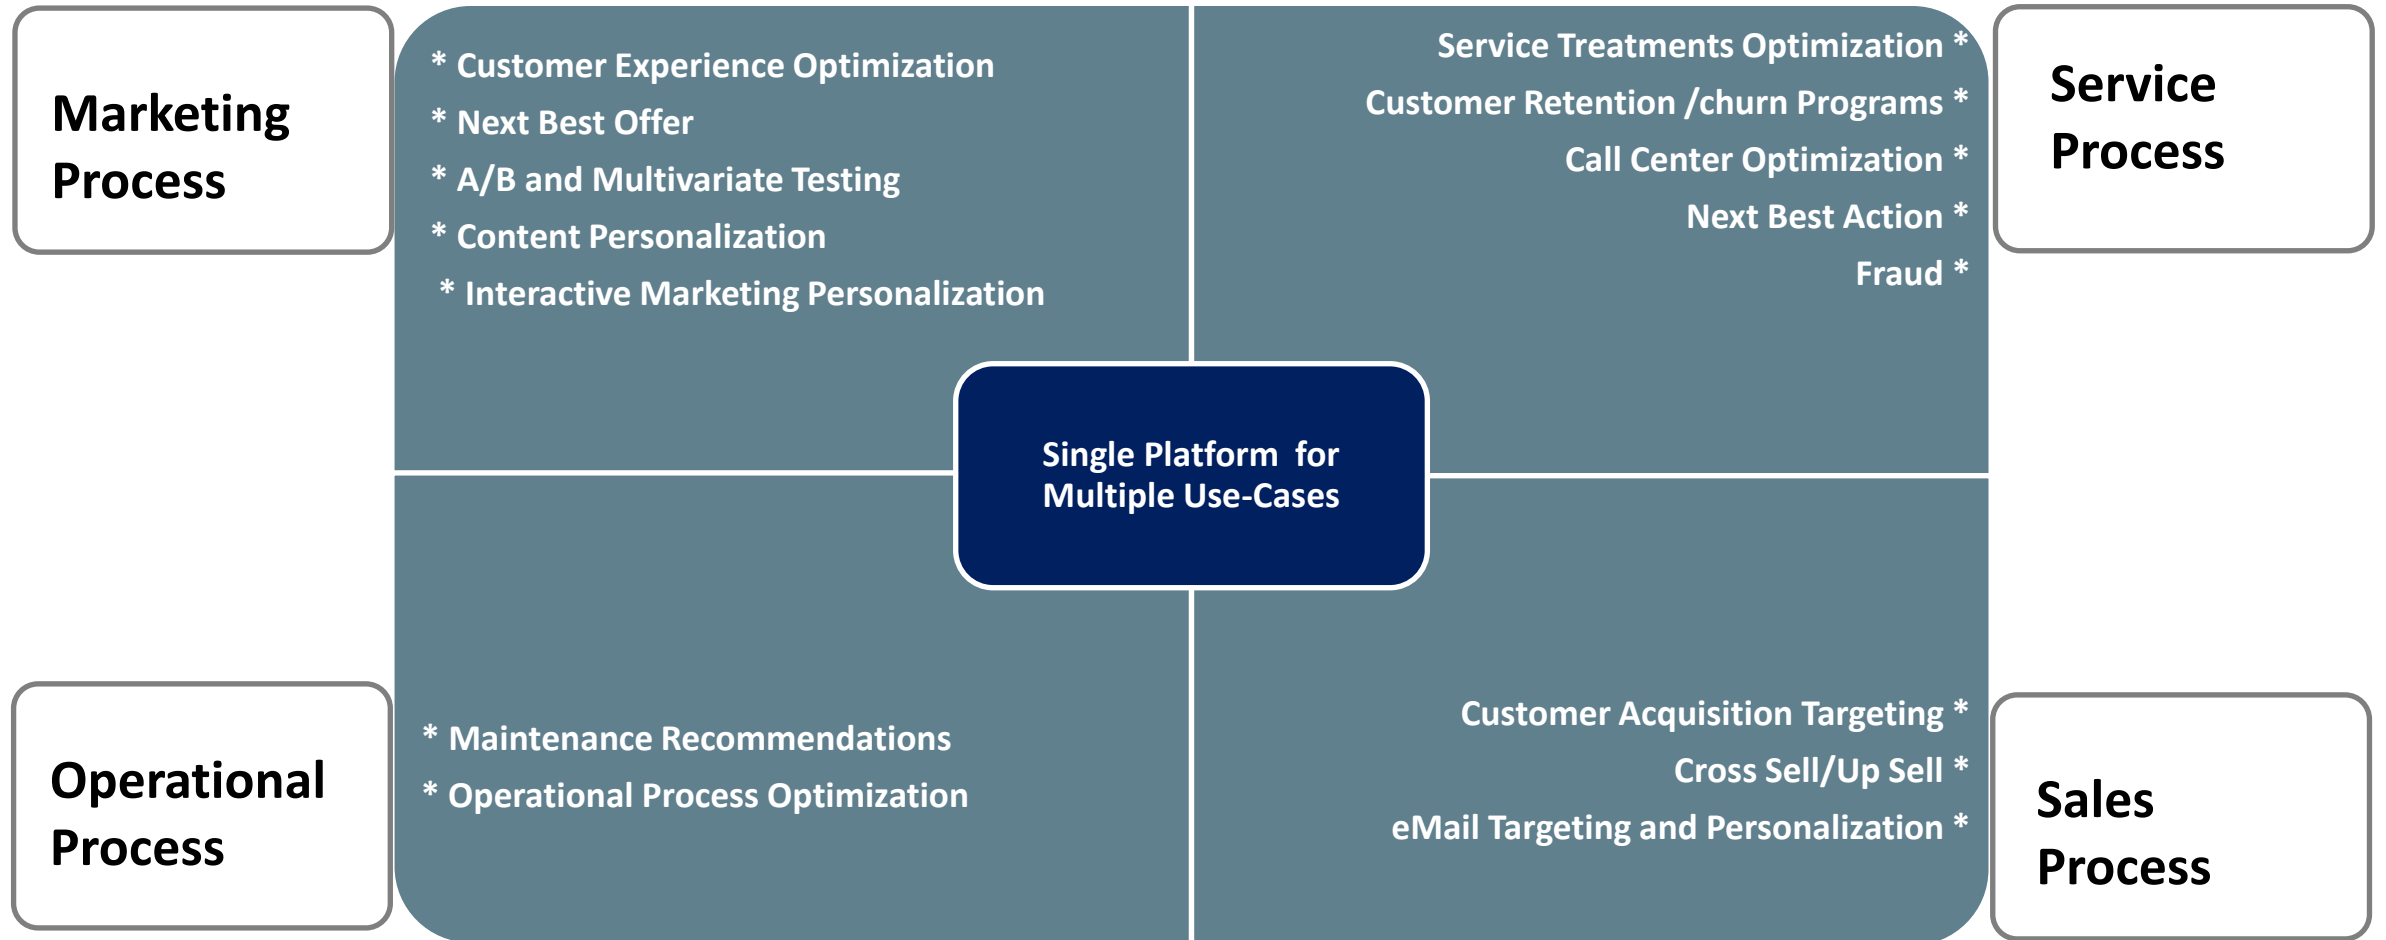 Marketing
Process
* Customer Experience Optimization
* Next Best Offer
* A/B and Multivariate Testing
* Content Personalization
* Interactive Marketing Personalization
Service Treatments Optimization *
Customer Retention /churn Programs *
Call Center Optimization *
Next Best Action *
Fraud *
Service
Process
Single Platform  for
Multiple Use-Cases
Operational
Process
* Maintenance Recommendations
* Operational Process Optimization
Customer Acquisition Targeting *
Cross Sell/Up Sell *
eMail Targeting and Personalization *
Sales
Process